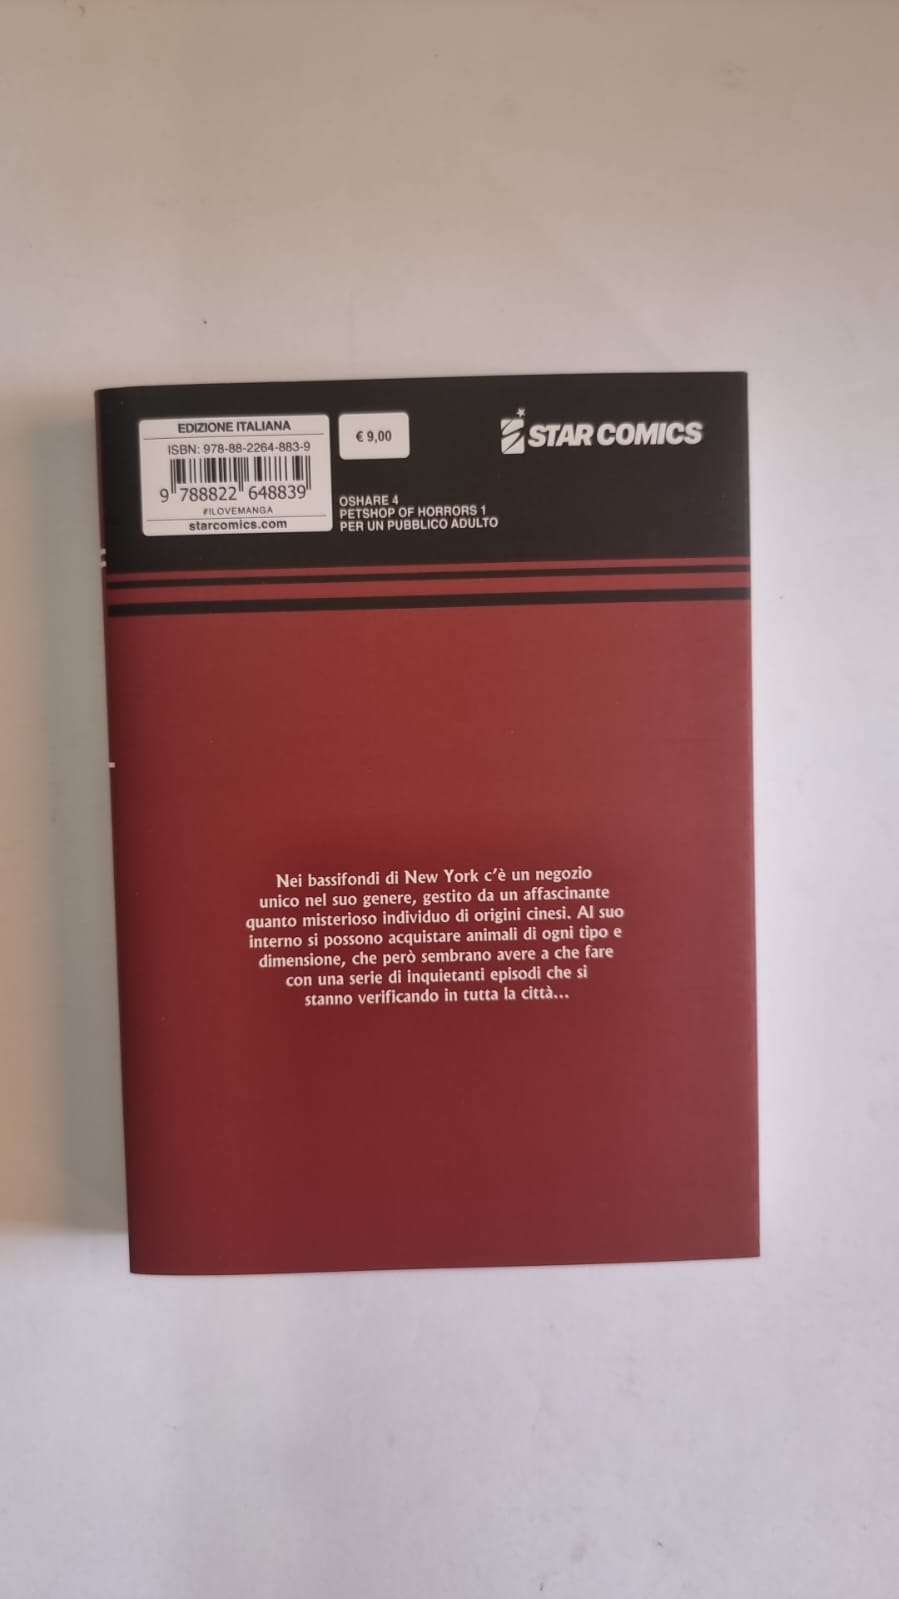 EDIZIONE ITALIANA
ISBN: 978-88-2264-883-9
9 788822 648839
#ILOVEMANGA
starcomics.com
€ 9,00
STAR COMICS
OSHARE 4
PETSHOP OF HORRORS 1
PER UN PUBBLICO ADULTO
Nei bassifondi di New York c'è un negozio
unico nel suo genere, gestito da un affascinante
quanto misterioso individuo di origini cinesi. Al suo
interno si possono acquistare animali di ogni tipo e
dimensione, che però sembrano avere a che fare
con una serie di inquietanti episodi che si
stanno verificando in tutta la città...